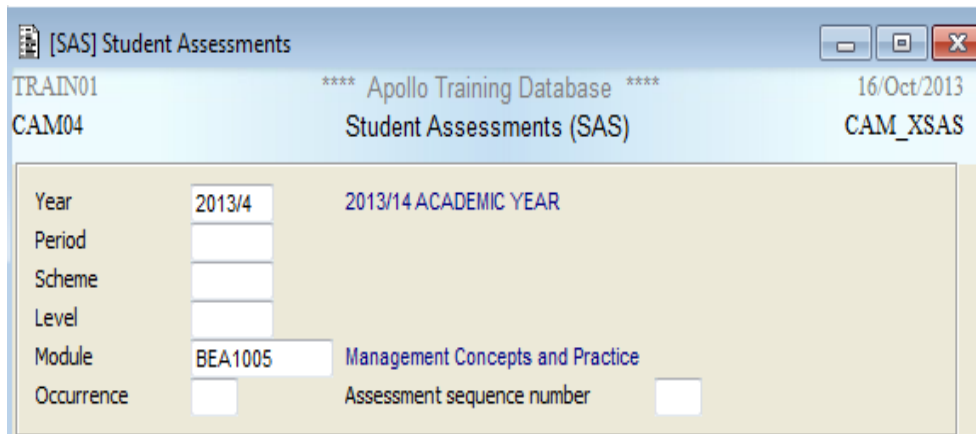 [SAS] Student Assessments
TRAIN01 **** Apollo Training Database **** 16/Oct/2013
CAM04 Student Assessments (SAS) CAM_XSAS
Year 2013/4 2013/14 ACADEMIC YEAR
Period
Scheme
Level
Module BEA1005 Management Concepts and Practice
Occurrence Assessment sequence number